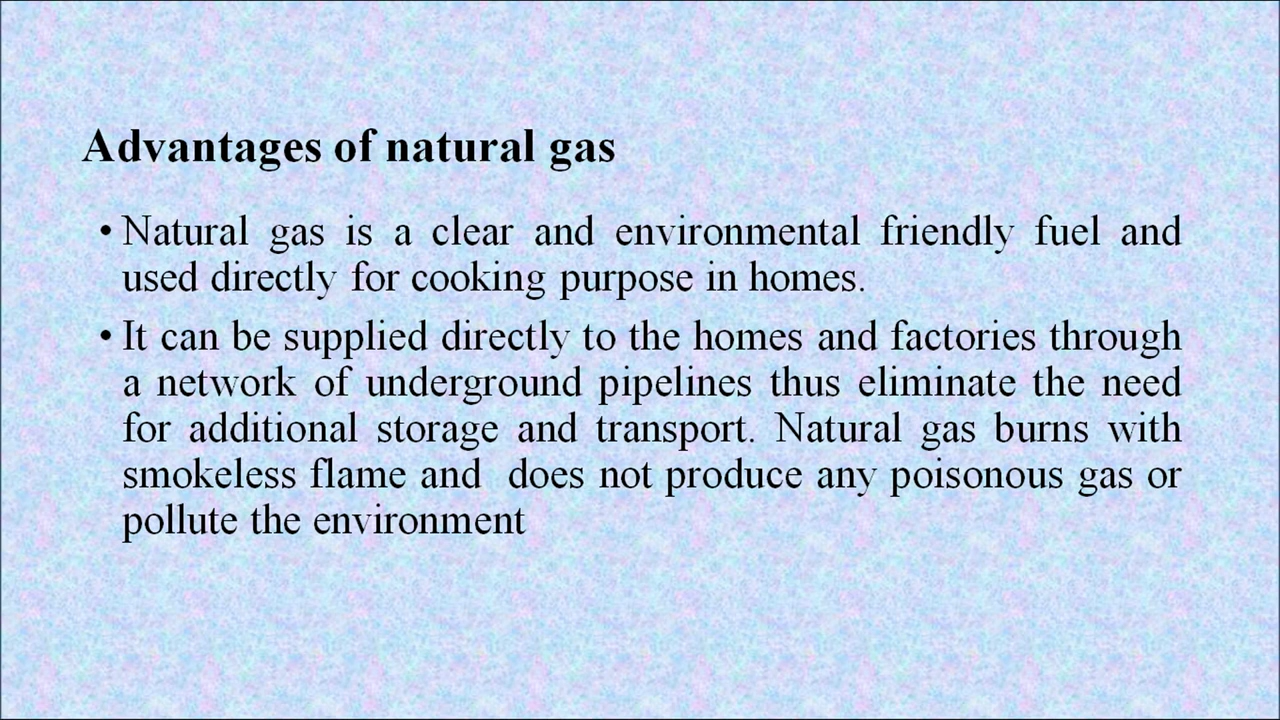 Advantages of natural gas
• Natural gas is a clear and environmental friendly fuel and
used directly for cooking purpose in homes.
• It can be supplied directly to the homes and factories through
a network of underground pipelines thus eliminate the need
for additional storage and transport. Natural gas burns with
smokeless flame and  does not produce any poisonous gas or
pollute the environment